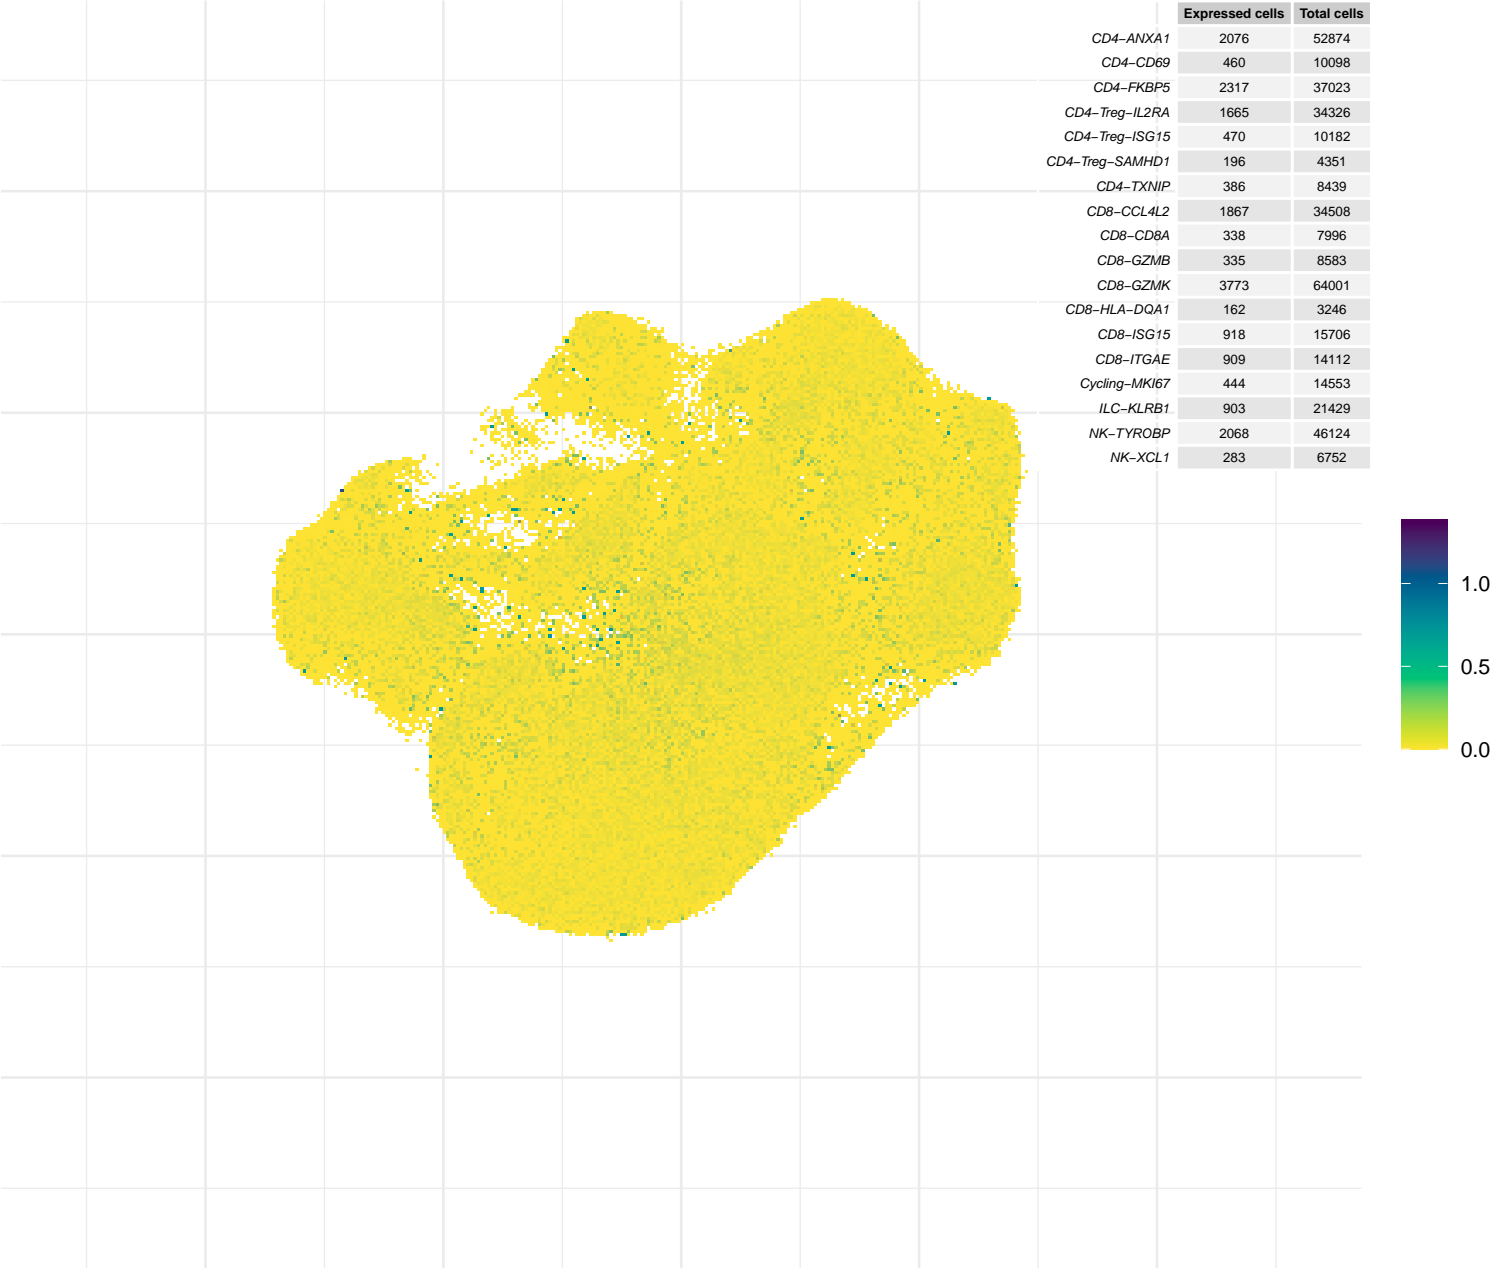 Expressed cells Total cells
CD4−ANXA1 2076 52874
CD4−CD69 460 10098
CD4−FKBP5 2317 37023
CD4−Treg−IL2RA 1665 34326
CD4−Treg−ISG15 470 10182
CD4−Treg−SAMHD1 196 4351
CD4−TXNIP 386 8439
CD8−CCL4L2 1867 34508
CD8−CD8A 338 7996
CD8−GZMB 335 8583
CD8−GZMK 3773 64001
CD8−HLA−DQA1 162 3246
CD8−ISG15 918 15706
CD8−ITGAE 909 14112
Cycling−MKI67 444 14553
ILC−KLRB1 903 21429
NK−TYROBP 2068 46124
NK−XCL1 283 6752
1.0
0.5
0.0